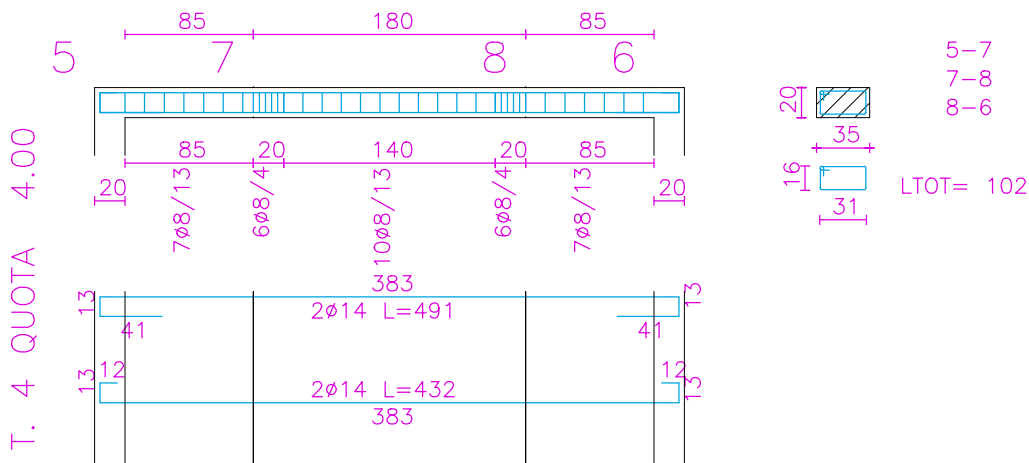 85 180 85
5 7 8 6
5-7
7-8
8-6
20
35
85 20 140 20 85
20 20
7ø8/13 6ø8/4 10ø8/13 6ø8/4 7ø8/13
16
31
LTOT= 102
T. 4 QUOTA 4.00
383
13 2ø14 L=491 13
41 41
12 12
13 2ø14 L=432 13
383